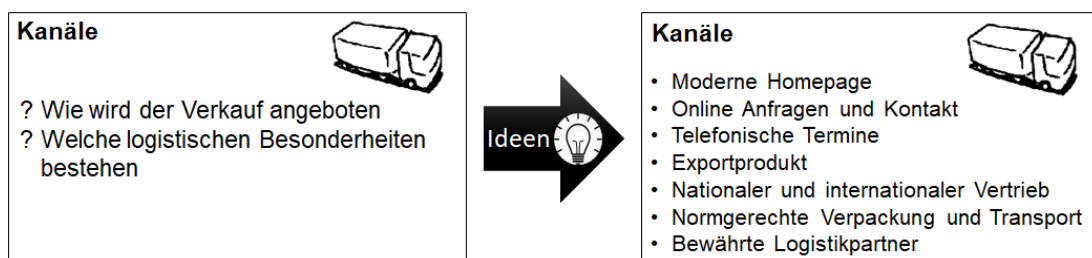 Kanäle
? Wie wird der Verkauf angeboten
? Welche logistischen Besonderheiten
bestehen
Ideen
Kanäle
• Moderne Homepage
• Online Anfragen und Kontakt
• Telefonische Termine
• Exportprodukt
• Nationaler und internationaler Vertrieb
• Normgerechte Verpackung und Transport
• Bewährte Logistikpartner